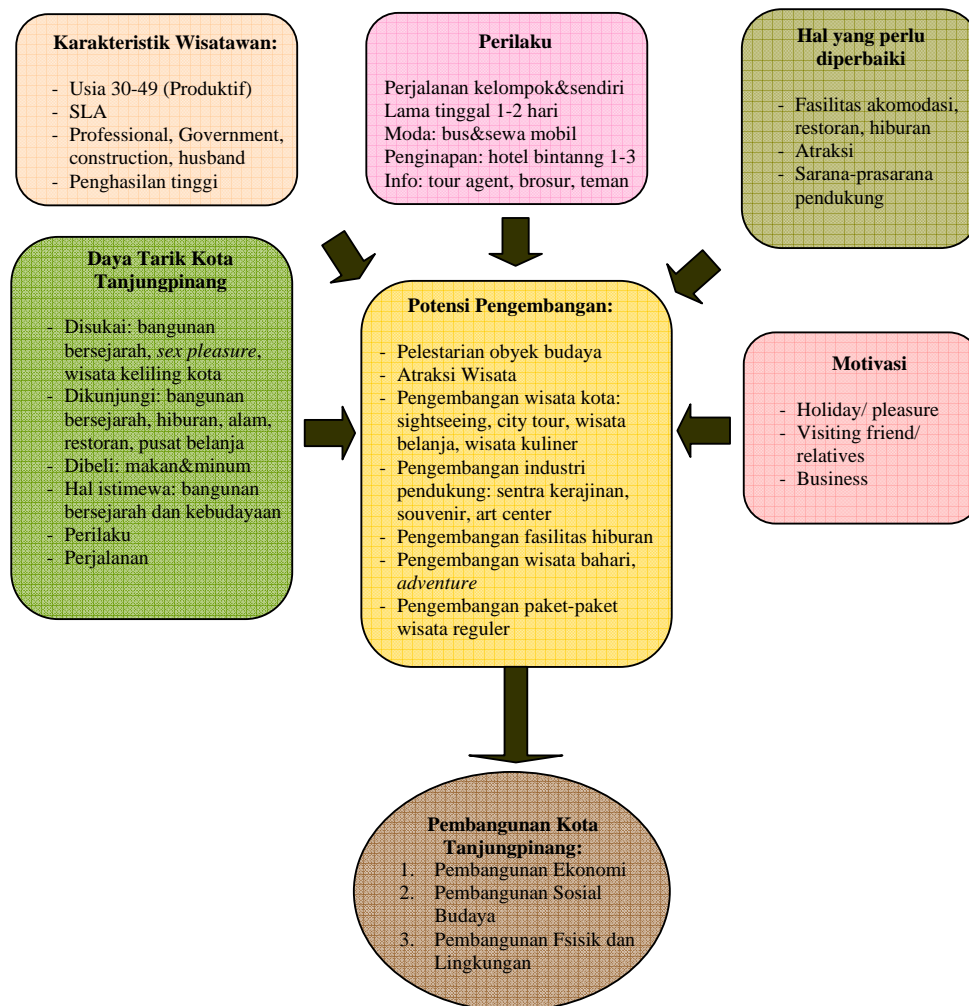 Karakteristik Wisatawan:
- Usia 30-49 (Produktif)
- SLA
- Professional, Government,
construction, husband
- Penghasilan tinggi
Perilaku
Perjalanan kelompok&sendiri
Lama tinggal 1-2 hari
Moda: bus&sewa mobil
Penginapan: hotel bintanng 1-3
Info: tour agent, brosur, teman
Hal yang perlu
diperbaiki
- Fasilitas akomodasi,
restoran, hiburan
- Atraksi
- Sarana-prasarana
pendukung
Daya Tarik Kota
Tanjungpinang
- Disukai: bangunan
bersejarah, sex pleasure,
wisata keliling kota
- Dikunjungi: bangunan
bersejarah, hiburan, alam,
restoran, pusat belanja
- Dibeli: makan&minum
- Hal istimewa: bangunan
bersejarah dan kebudayaan
- Perilaku
- Perjalanan
Potensi Pengembangan:
- Pelestarian obyek budaya
- Atraksi Wisata
- Pengembangan wisata kota:
sightseeing, city tour, wisata
belanja, wisata kuliner
- Pengembangan industri
pendukung: sentra kerajinan,
souvenir, art center
- Pengembangan fasilitas hiburan
- Pengembangan wisata bahari,
adventure
- Pengembangan paket-paket
wisata reguler
Motivasi
- Holiday/ pleasure
- Visiting friend/
relatives
- Business
Pembangunan Kota
Tanjungpinang:
1. Pembangunan Ekonomi
2. Pembangunan Sosial
Budaya
3. Pembangunan Fsisik dan
Lingkungan